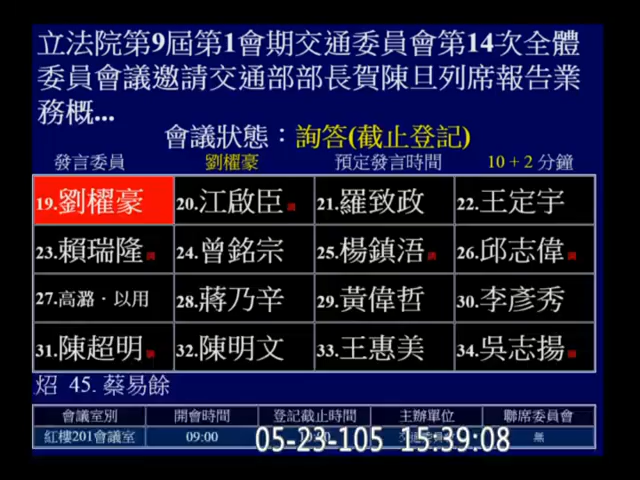 立法院第9屆第1會期交通委員會第14次全體
委員會議邀請交通部部長賀陳旦列席報告業
務概...
會議狀態：詢答(截止登記)
發言委員 劉櫂豪 預定發言時間 10 + 2 分鐘
19.劉櫂豪 20.江啟臣 21.羅致政 22.王定宇
23.賴瑞隆 24.曾銘宗 25.楊鎮浯 26.邱志偉
27.高潞．以用 28.蔣乃辛 29.黃偉哲 30.李彥秀
31.陳超明 32.陳明文 33.王惠美 34.吳志揚
炤 45. 蔡易餘
會議室別 開會時間 登記截止時間 主辦單位 聯席委員會
紅樓201會議室 09:00 無
05-23-105 15:39:08